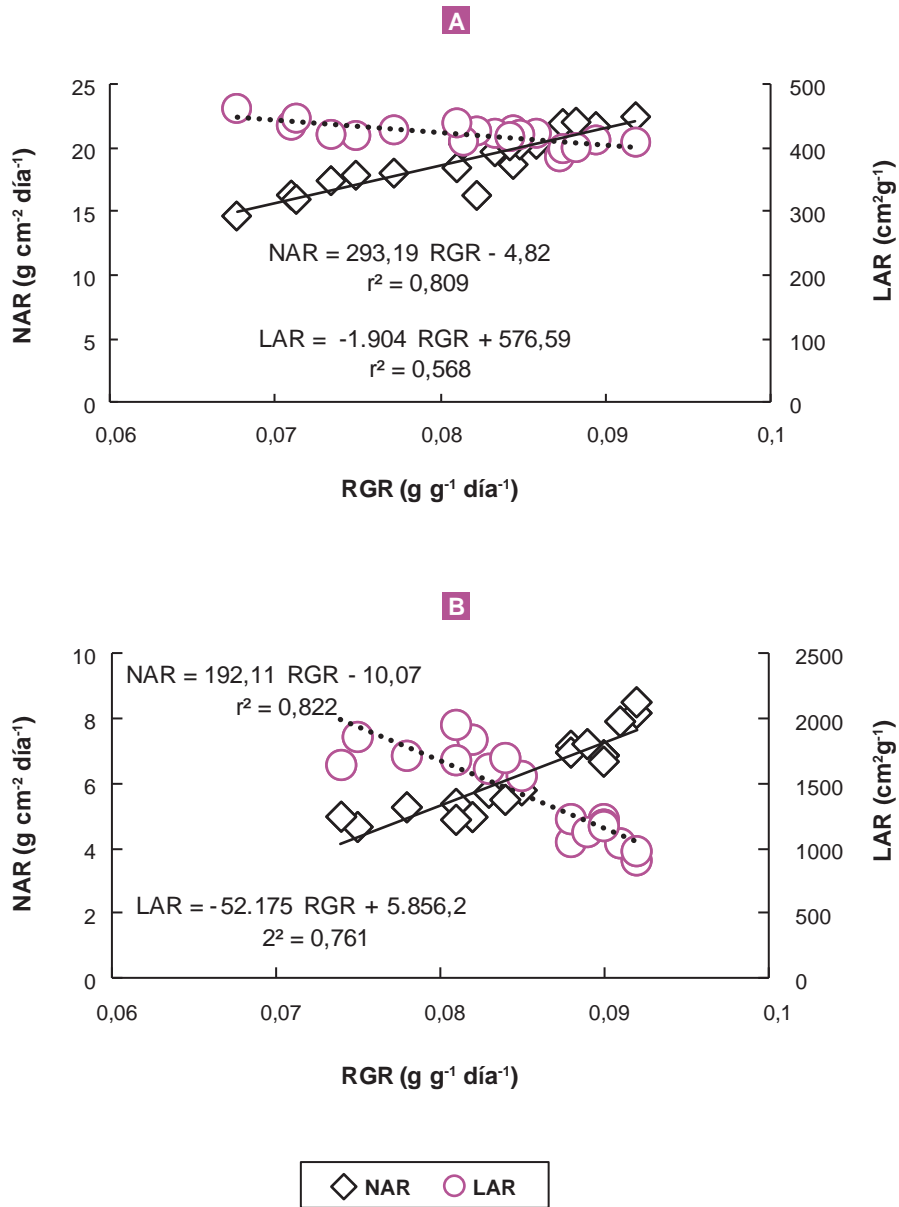 A
25
20
15
10
5
0
NAR (g cm⁻² día⁻¹)
500
400
300
200
100
0
LAR (cm²g⁻¹)
NAR = 293,19 RGR - 4,82
r² = 0,809
LAR = -1.904 RGR + 576,59
r² = 0,568
0,06 0,07 0,08 0,09 0,1
RGR (g g⁻¹ día⁻¹)
B
10
8
6
4
2
0
NAR (g cm⁻² día⁻¹)
2500
2000
1500
1000
500
0
LAR (cm²g⁻¹)
NAR = 192,11 RGR - 10,07
r² = 0,822
LAR = -52.175 RGR + 5.856,2
2² = 0,761
0,06 0,07 0,08 0,09 0,1
RGR (g g⁻¹ día⁻¹)
NAR LAR